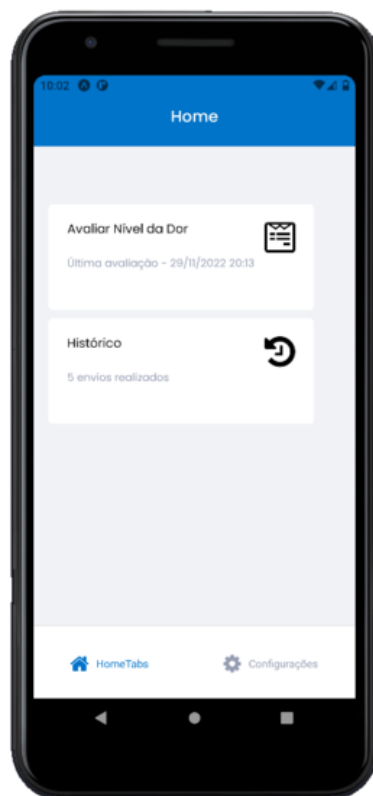 10:02
Home
Avaliar Nível da Dor
Última avaliação - 29/11/2022 20:13
Histórico
5 envios realizados
HomeTabs
Configurações